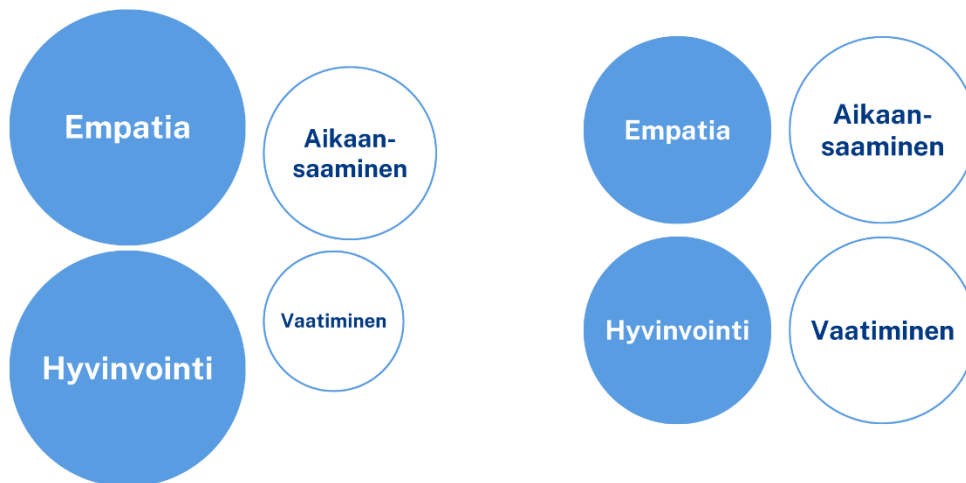 Empatia
Aikaan-
saaminen
Hyvinvointi
Vaatiminen
Empatia
Aikaan-
saaminen
Hyvinvointi
Vaatiminen